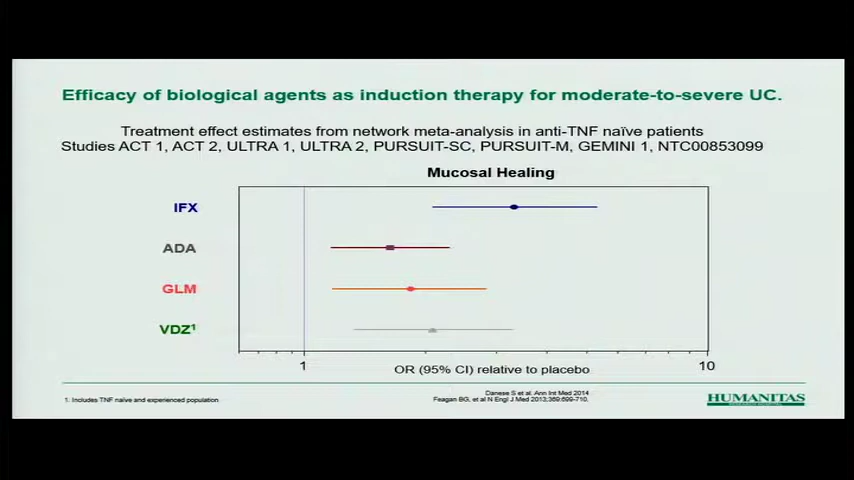 Efficacy of biological agents as induction therapy for moderate-to-severe UC.
Treatment effect estimates from network meta-analysis in anti-TNF naïve patients
Studies ACT 1, ACT 2, ULTRA 1, ULTRA 2, PURSUIT-SC, PURSUIT-M, GEMINI 1, NTC00853099
Mucosal Healing
IFX
ADA
GLM
VDZ¹
1
10
OR (95% CI) relative to placebo
1. Includes TNF naïve and experienced population.
Danese S et al. Ann Int Med 2014
Feagan BG, et al N Engl J Med 2013;369:699-710.
HUMANITAS